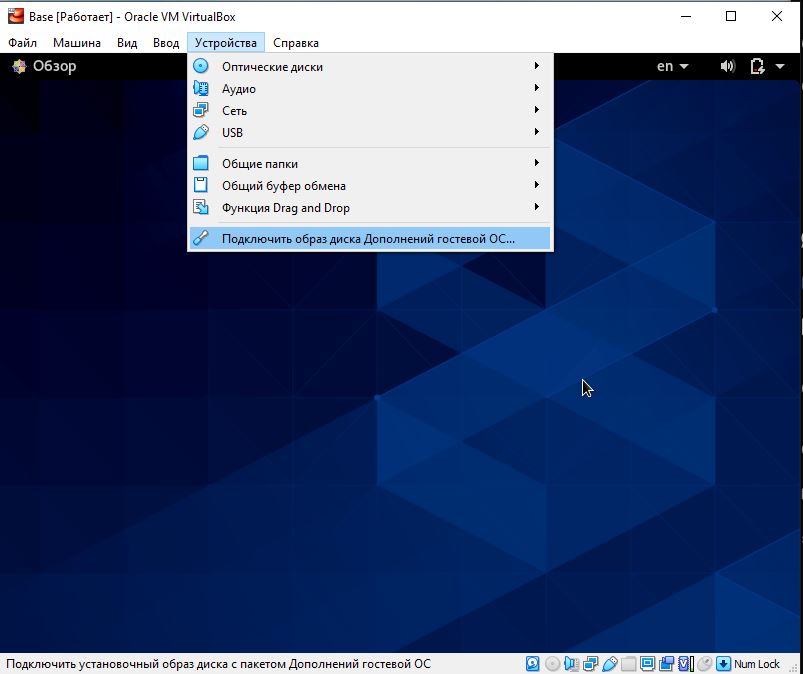 Base [Работает] - Oracle VM VirtualBox
Файл Машина Вид Ввод Устройства Справка
Обзор
en
Оптические диски
Аудио
Сеть
USB
Общие папки
Общий буфер обмена
Функция Drag and Drop
Подключить образ диска Дополнений гостевой ОС...
Подключить установочный образ диска с пакетом Дополнений гостевой ОС
Num Lock